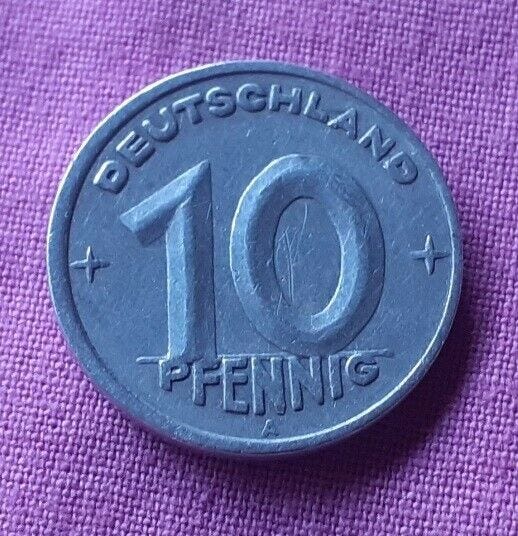 DEUTSCHLAND
10
PFENNIG
A